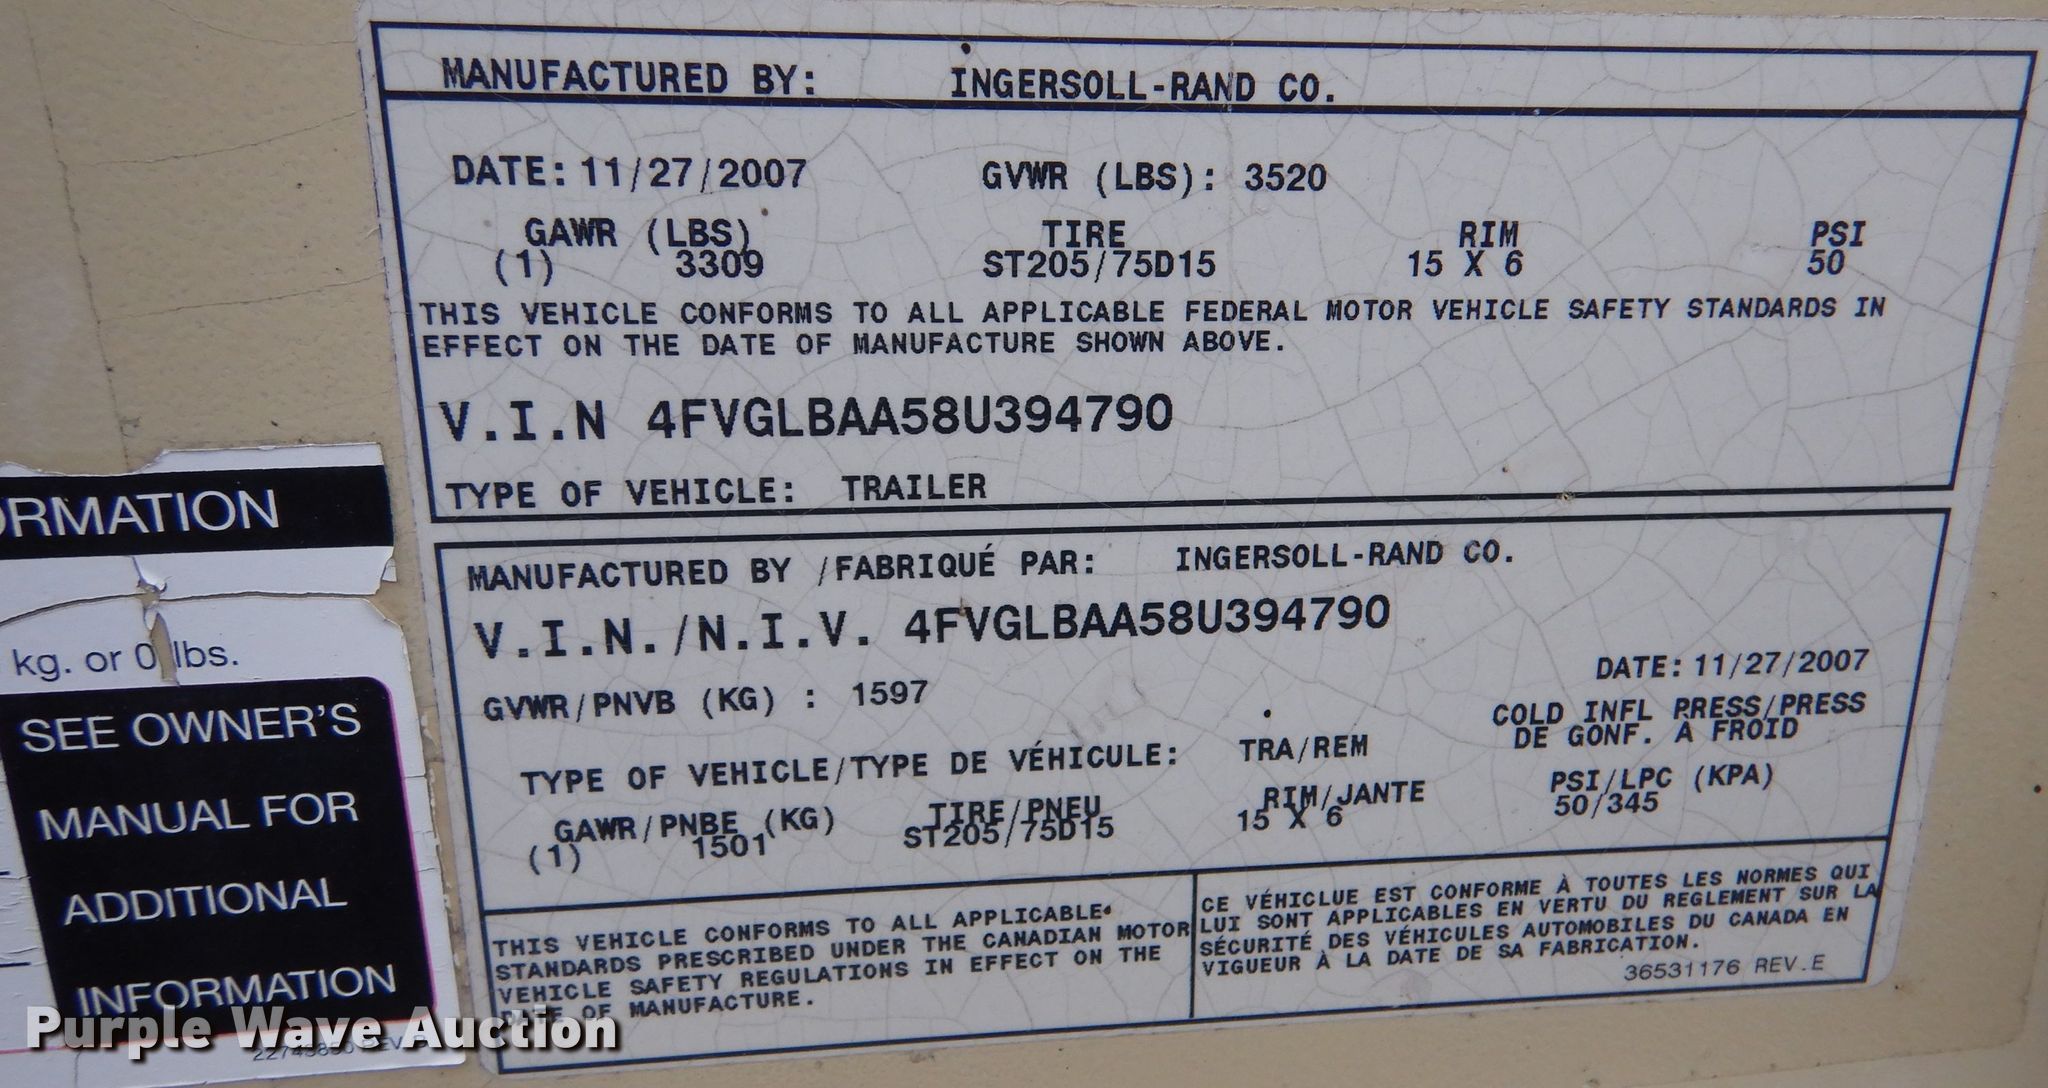 MANUFACTURED BY: INGERSOLL-RAND CO.
DATE: 11/27/2007 GVWR (LBS): 3520
GAWR (LBS) TIRE RIM PSI
(1) 3309 ST205/75D15 15 X 6 50
THIS VEHICLE CONFORMS TO ALL APPLICABLE FEDERAL MOTOR VEHICLE SAFETY STANDARDS IN
EFFECT ON THE DATE OF MANUFACTURE SHOWN ABOVE.
V.I.N 4FVGLBAA58U394790
TYPE OF VEHICLE: TRAILER
MANUFACTURED BY /FABRIQUÉ PAR: INGERSOLL-RAND CO.
V.I.N./N.I.V. 4FVGLBAA58U394790
DATE: 11/27/2007
GVWR/PNVB (KG) : 1597
COLD INFL PRESS/PRESS
DE GONF. À FROID
TYPE OF VEHICLE/TYPE DE VÉHICULE: TRA/REM
PSI/LPC (KPA)
GAWR/PNBE (KG) TIRE/PNEU RIM/JANTE
(1) 1501 ST205/75D15 15 X 6 50/345
THIS VEHICLE CONFORMS TO ALL APPLICABLE
STANDARDS PRESCRIBED UNDER THE CANADIAN MOTOR
VEHICLE SAFETY REGULATIONS IN EFFECT ON THE
DATE OF MANUFACTURE.
CE VÉHICLUE EST CONFORME À TOUTES LES NORMES QUI
LUI SONT APPLICABLES EN VERTU DU REGLEMENT SUR LA
SÉCURITÉ DES VÉHICULES AUTOMOBILES DU CANADA EN
VIGUEUR À LA DATE DE SA FABRICATION.
36531176 REV.E
ORMATION
kg. or 0 lbs.
SEE OWNER'S
MANUAL FOR
ADDITIONAL
INFORMATION
Purple Wave Auction